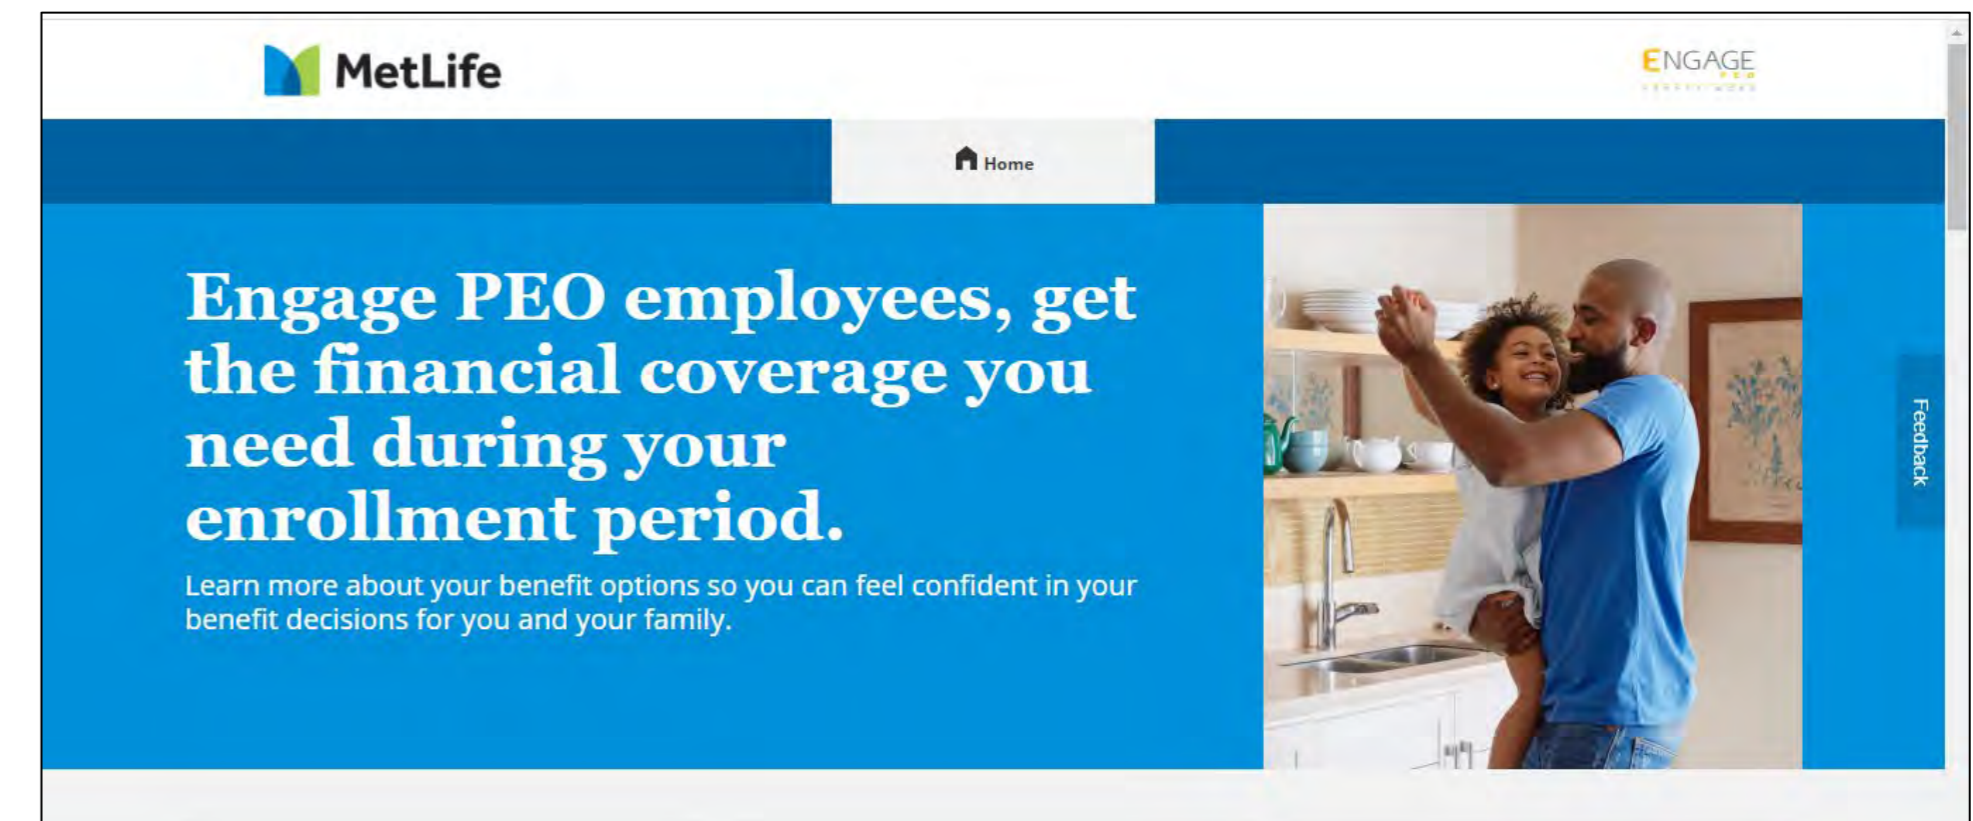 MetLife
ENGAGE
PEO
Home
Engage PEO employees, get
the financial coverage you
need during your
enrollment period.
Learn more about your benefit options so you can feel confident in your
benefit decisions for you and your family.
Feedback